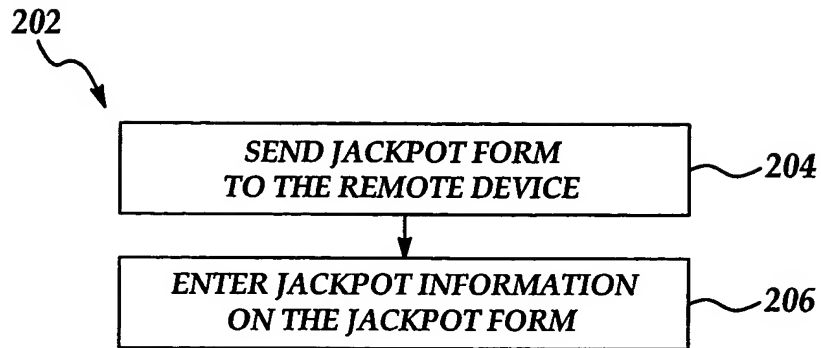 202
SEND JACKPOT FORM
TO THE REMOTE DEVICE
204
ENTER JACKPOT INFORMATION
ON THE JACKPOT FORM
206